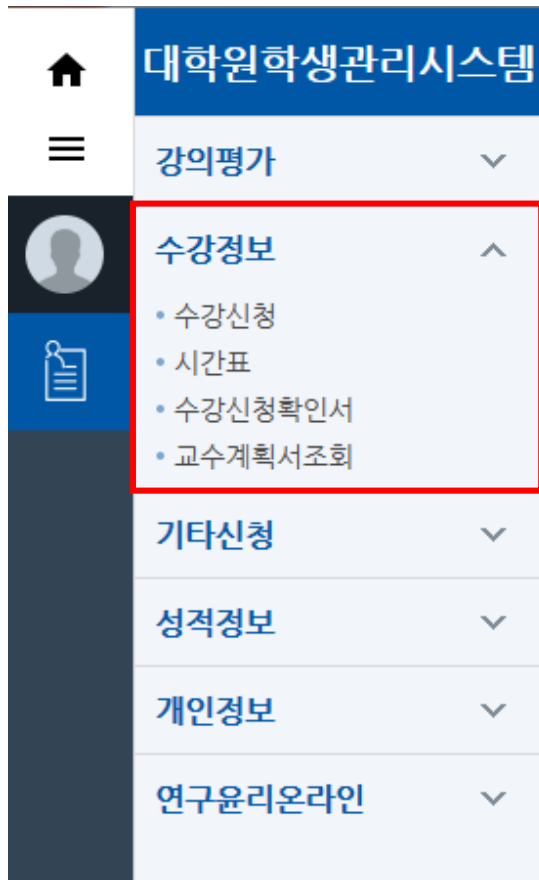 대학원학생관리시스템
강의평가
수강정보
• 수강신청
• 시간표
• 수강신청확인서
• 교수계획서조회
기타신청
성적정보
개인정보
연구윤리온라인